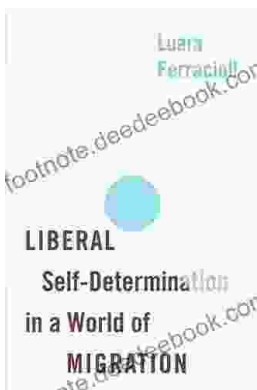 Luara
Ferracioli
footnote.deedeebook.com
LIBERAL
Self-Determination
in a World of
MIGRATION
footnote.deedeebook.com